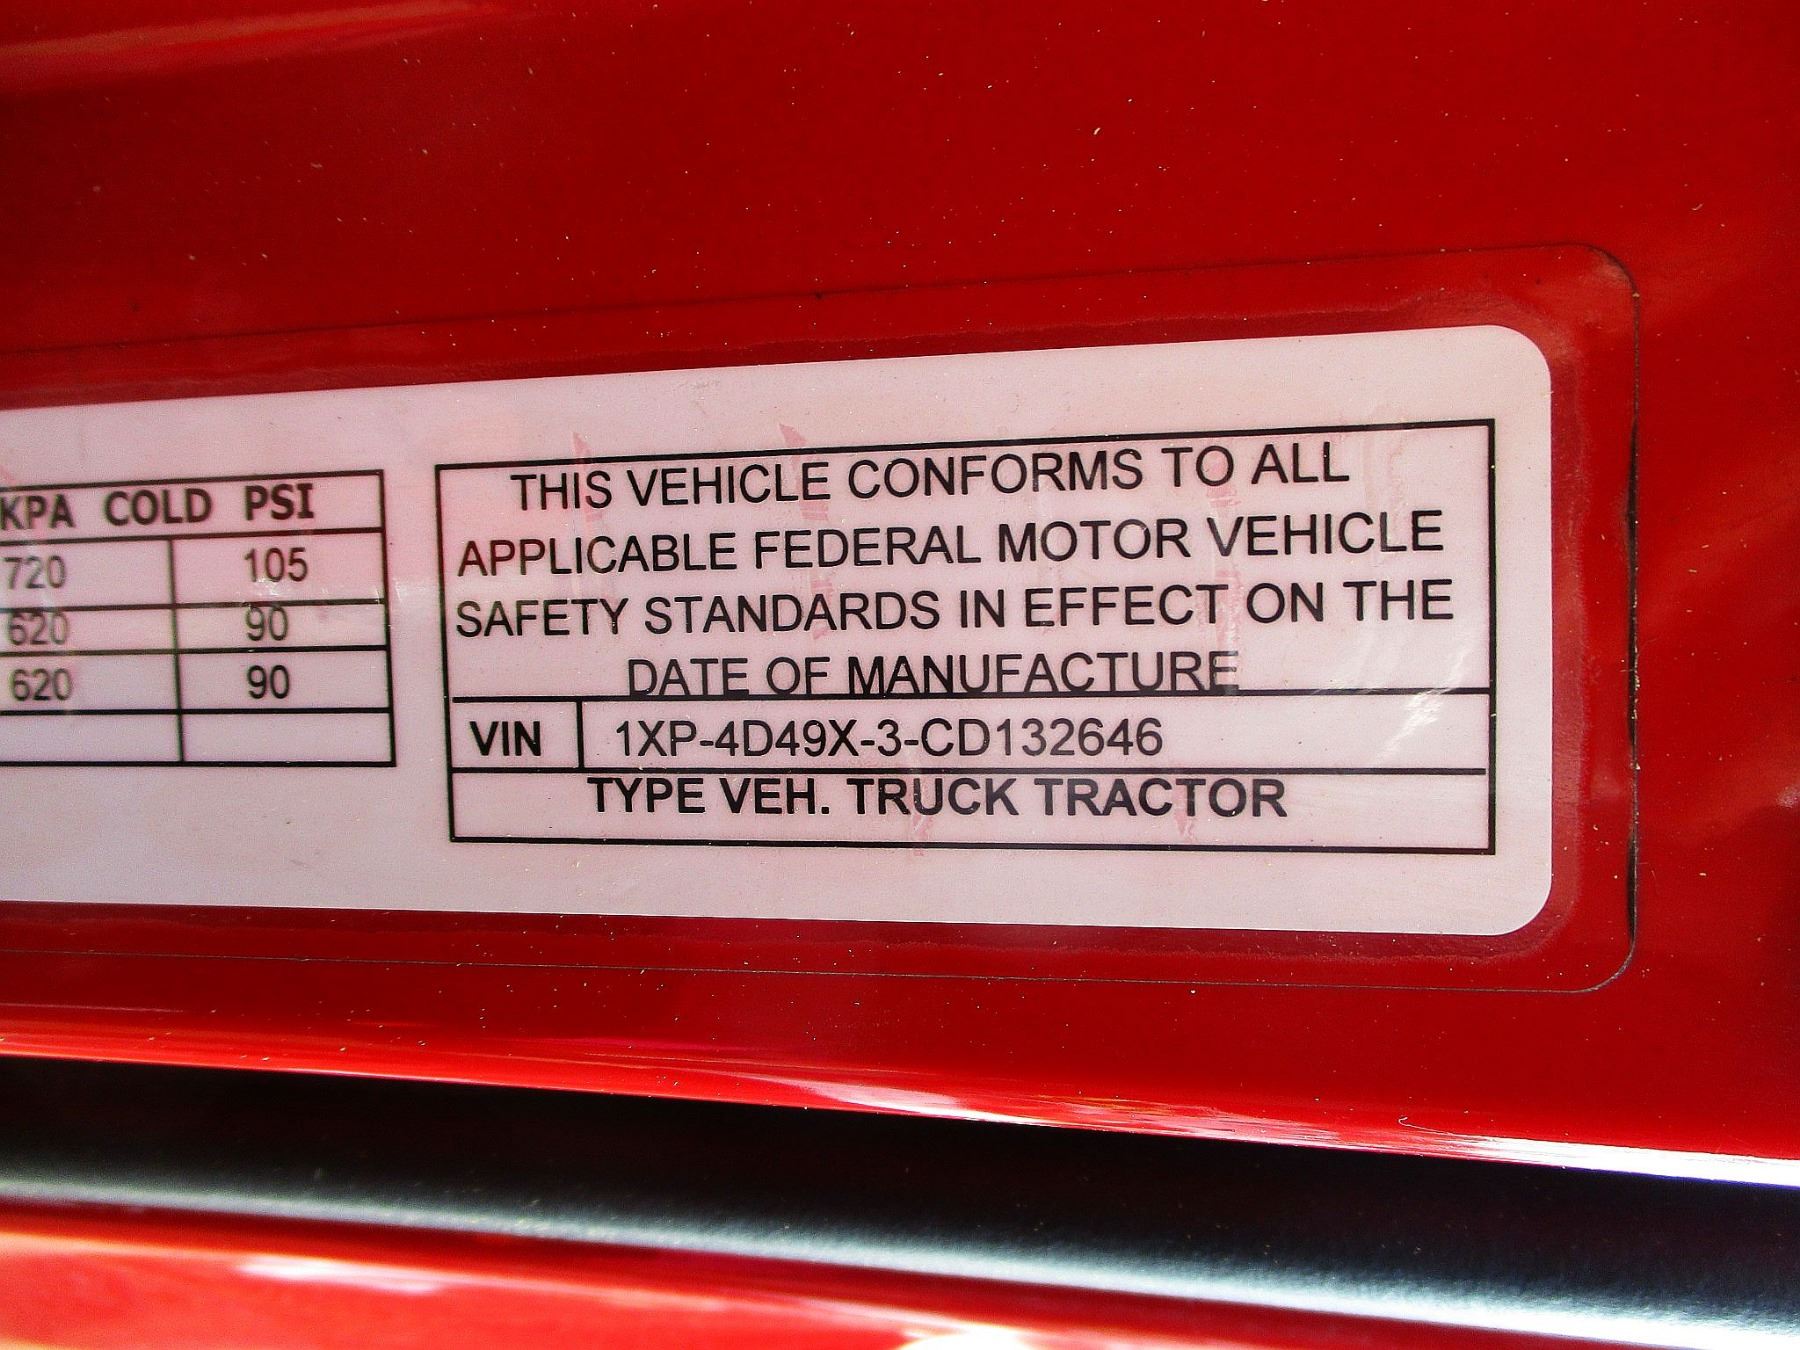 KPA COLD PSI
720 105
620 90
620 90
THIS VEHICLE CONFORMS TO ALL
APPLICABLE FEDERAL MOTOR VEHICLE
SAFETY STANDARDS IN EFFECT ON THE
DATE OF MANUFACTURE
VIN 1XP-4D49X-3-CD132646
TYPE VEH. TRUCK TRACTOR